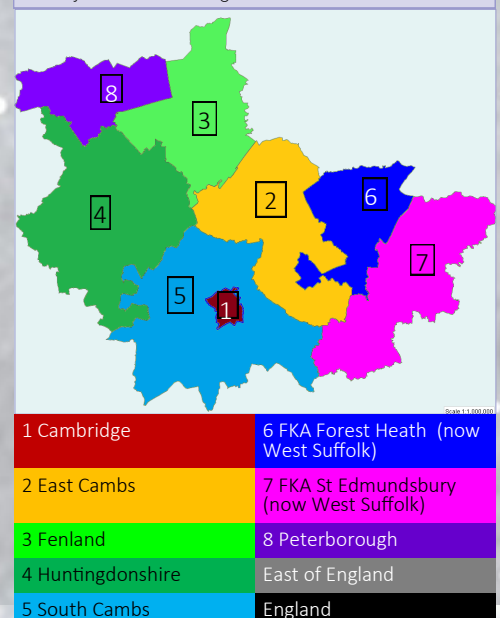 8
3
2
6
4
7
5
1
Scale 1:1,000,000
1 Cambridge
6 FKA Forest Heath (now
West Suffolk)
2 East Cambs
7 FKA St Edmundsbury
(now West Suffolk)
3 Fenland
8 Peterborough
4 Huntingdonshire
East of England
5 South Cambs
England